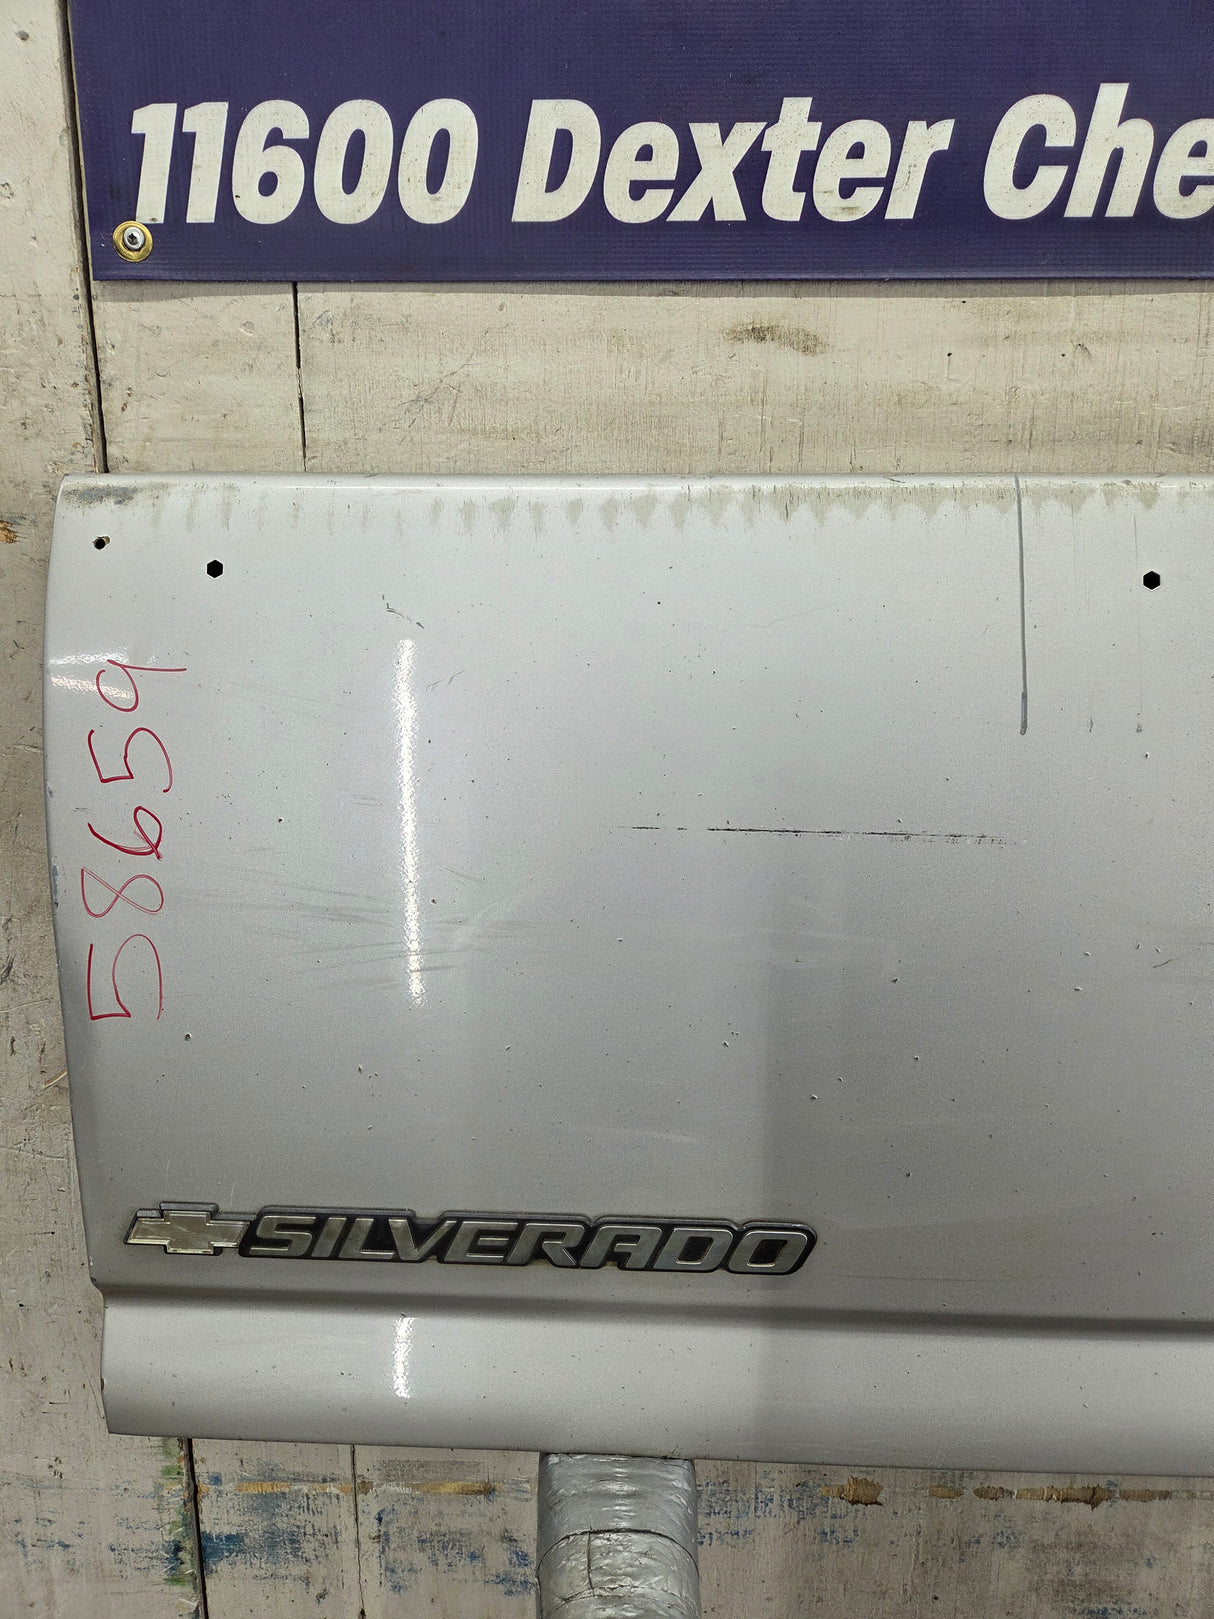 11600 Dexter Che
58659
SILVERADO